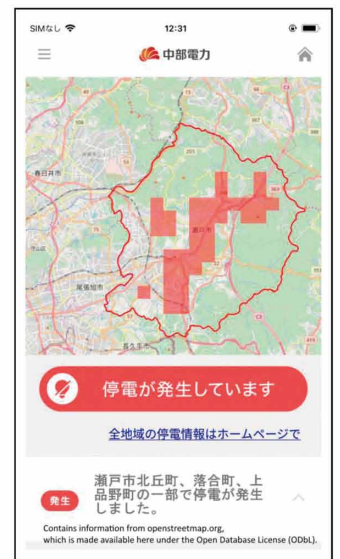 SIMなし 12:31
中部電力
春日井市
瀬戸市
尾張旭市
長久手市
停電が発生しています
全地域の停電情報はホームページで
発生
瀬戸市北丘町、落合町、上
品野町の一部で停電が発生
しました。
Contains information from openstreetmap.org,
which is made available here under the Open Database License (ODbL).